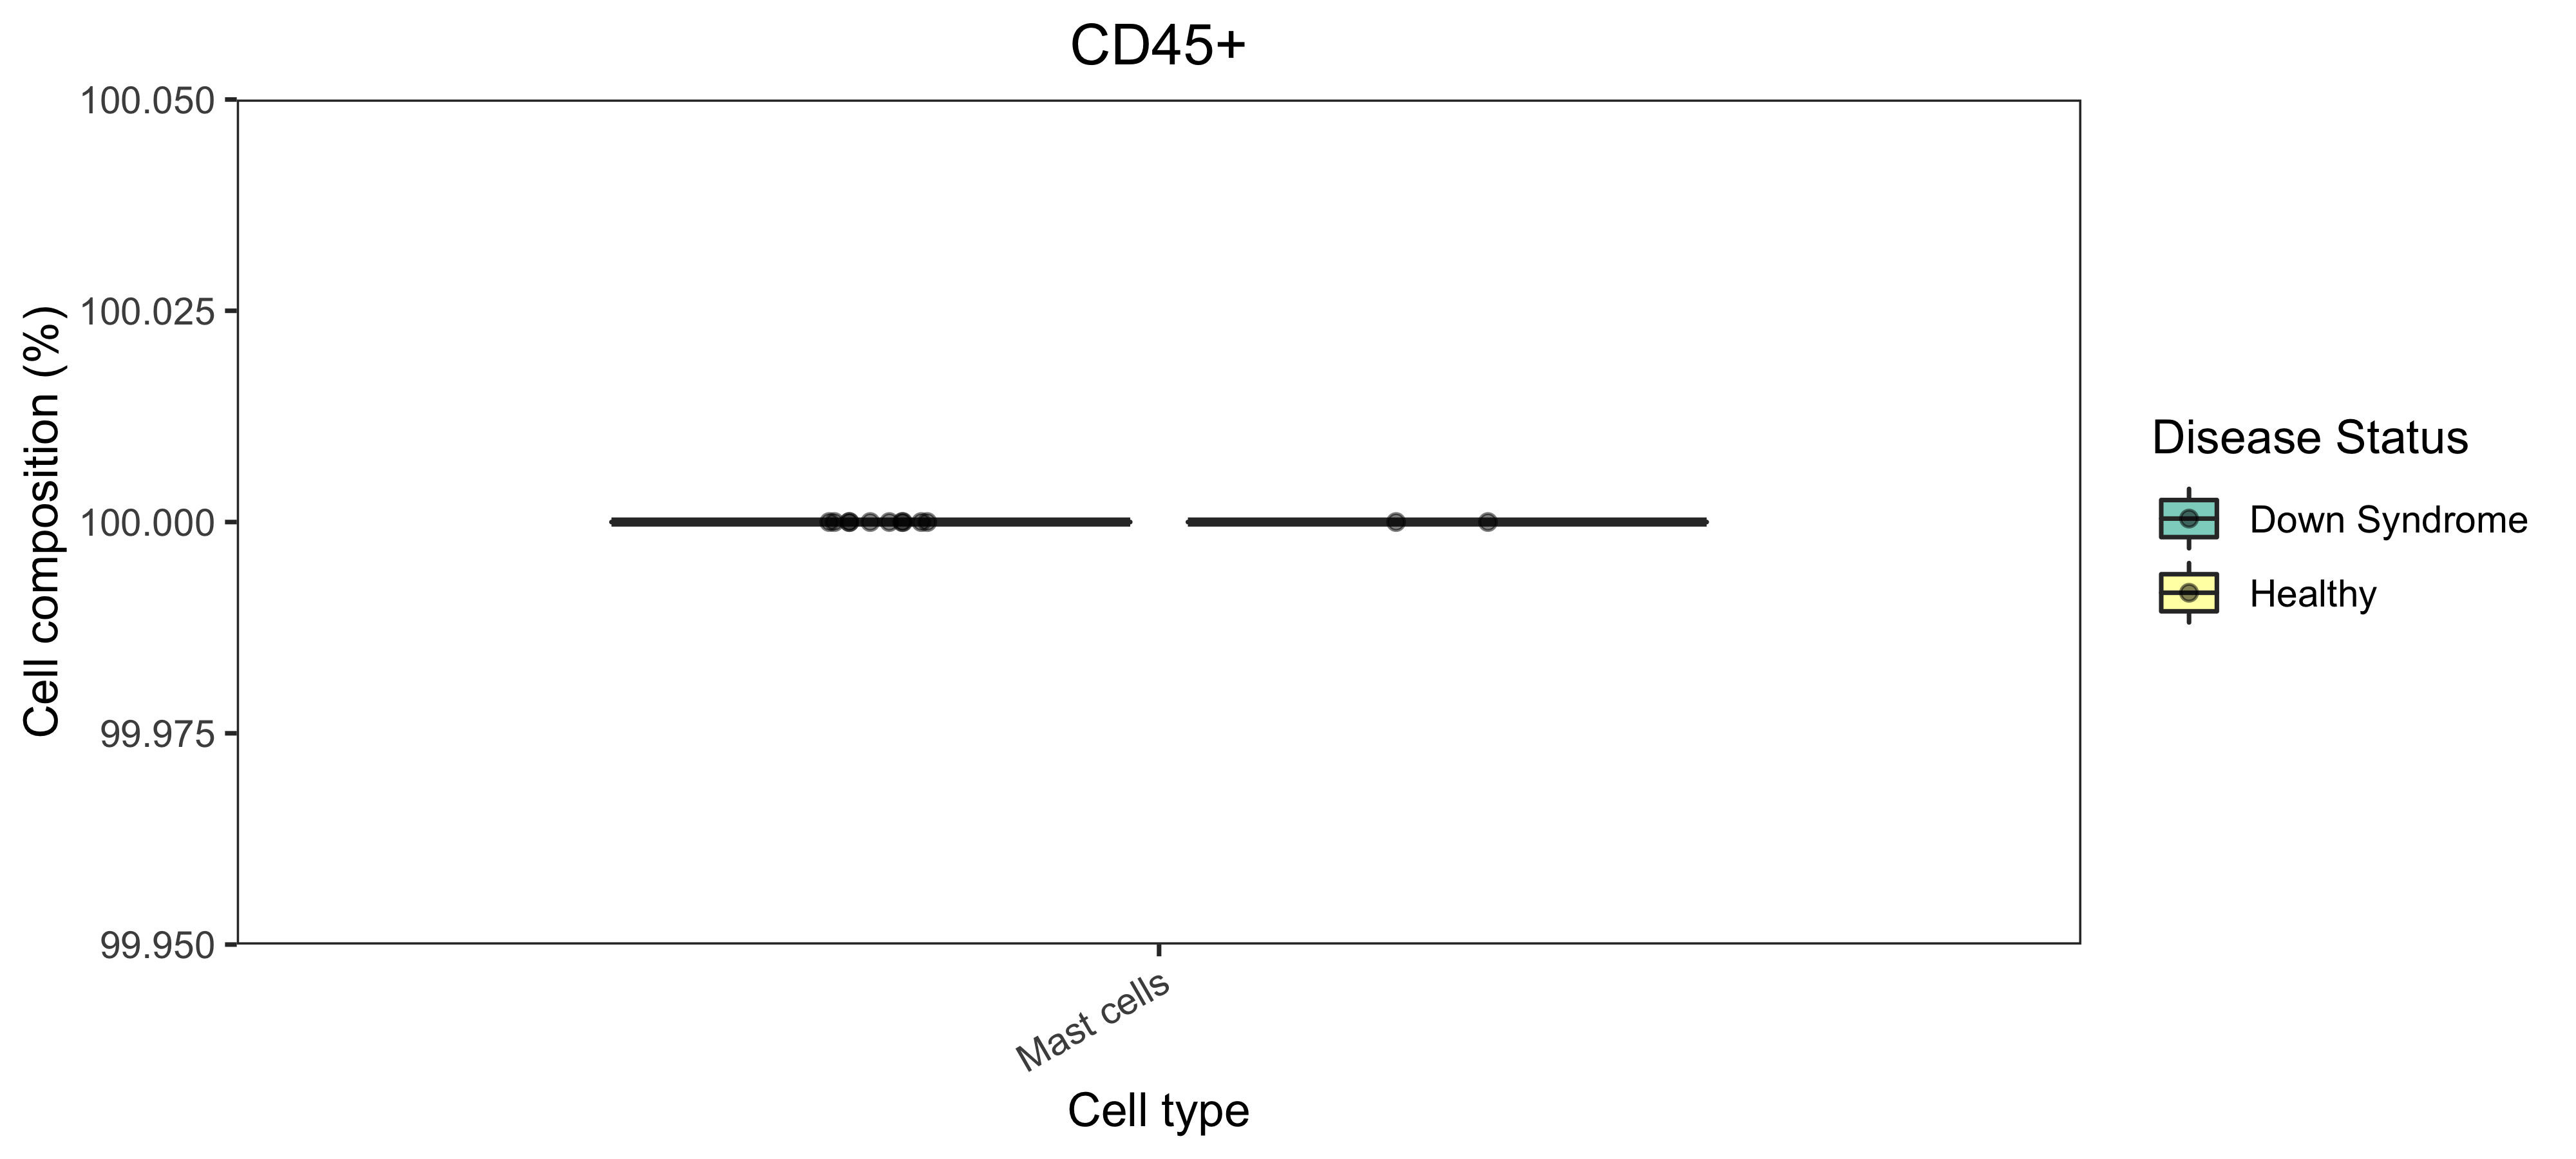 CD45+
100.050
100.025
100.000
99.975
99.950
Cell composition (%)
Mast cells
Cell type
Disease Status
Down Syndrome
Healthy